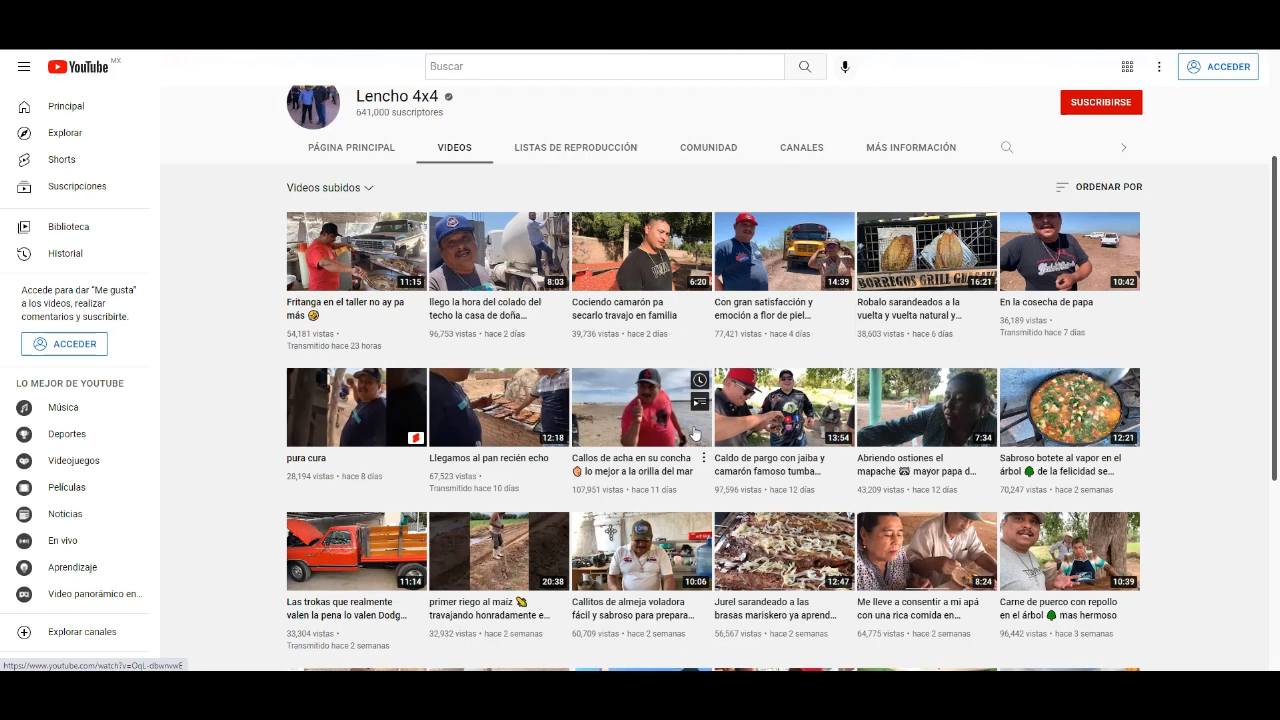 YouTube MX
Buscar
ACCEDER
Principal
Explorar
Shorts
Suscripciones
Biblioteca
Historial
Accede para dar “Me gusta”
a los videos, realizar
comentarios y suscribirte.
ACCEDER
LO MEJOR DE YOUTUBE
Música
Deportes
Videojuegos
Películas
Noticias
En vivo
Aprendizaje
Video panorámico en...
Explorar canales
Lencho 4x4
641,000 suscriptores
SUSCRIBIRSE
PÁGINA PRINCIPAL
VIDEOS
LISTAS DE REPRODUCCIÓN
COMUNIDAD
CANALES
MÁS INFORMACIÓN
Videos subidos
ORDENAR POR
11:15
Fritanga en el taller no ay pa
más 🤣
54,181 vistas •
Transmitido hace 23 horas
8:03
llego la hora del colado del
techo la casa de doña...
96,753 vistas • hace 2 días
6:20
Cociendo camarón pa
secarlo travajo en familia
39,736 vistas • hace 2 días
14:39
Con gran satisfacción y
emoción a flor de piel...
77,421 vistas • hace 4 días
BORREGOS GRILL
16:21
Robalo sarandeados a la
vuelta y vuelta natural y...
38,603 vistas • hace 6 días
10:42
En la cosecha de papa
36,189 vistas •
Transmitido hace 7 días
pura cura
28,194 vistas • hace 8 días
12:18
Llegamos al pan recién echo
67,523 vistas •
Transmitido hace 10 días
Callos de acha en su concha
🐚 lo mejor a la orilla del mar
107,951 vistas • hace 11 días
13:54
Caldo de pargo con jaiba y
camarón famoso tumba...
97,596 vistas • hace 12 días
7:34
Abriendo ostiones el
mapache 🦝 mayor papa d...
43,209 vistas • hace 12 días
12:21
Sabroso botete al vapor en el
árbol 🌳 de la felicidad se...
70,247 vistas • hace 2 semanas
11:14
Las trokas que realmente
valen la pena lo valen Dodg...
33,304 vistas •
Transmitido hace 2 semanas
20:38
primer riego al maíz 🌽
travajando honradamente e...
32,932 vistas • hace 2 semanas
10:06
Callitos de almeja voladora
fácil y sabroso para prepara...
60,709 vistas • hace 2 semanas
12:47
Jurel sarandeado a las
brasas mariskero ya aprend...
56,567 vistas • hace 2 semanas
8:24
Me lleve a consentir a mi apá
con una rica comida en...
64,775 vistas • hace 2 semanas
10:39
Carne de puerco con repollo
en el árbol 🌳 mas hermoso
96,442 vistas • hace 3 semanas
https://www.youtube.com/watch?v=OqL-dbwnvwE